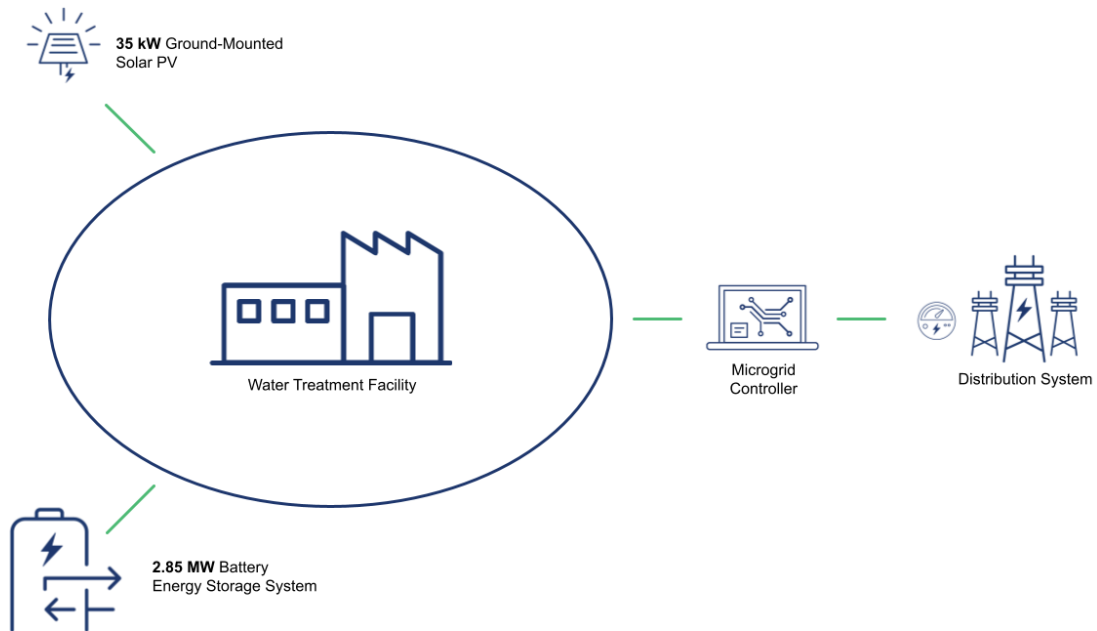 35 kW Ground-Mounted
Solar PV
Water Treatment Facility
Microgrid
Controller
Distribution System
2.85 MW Battery
Energy Storage System